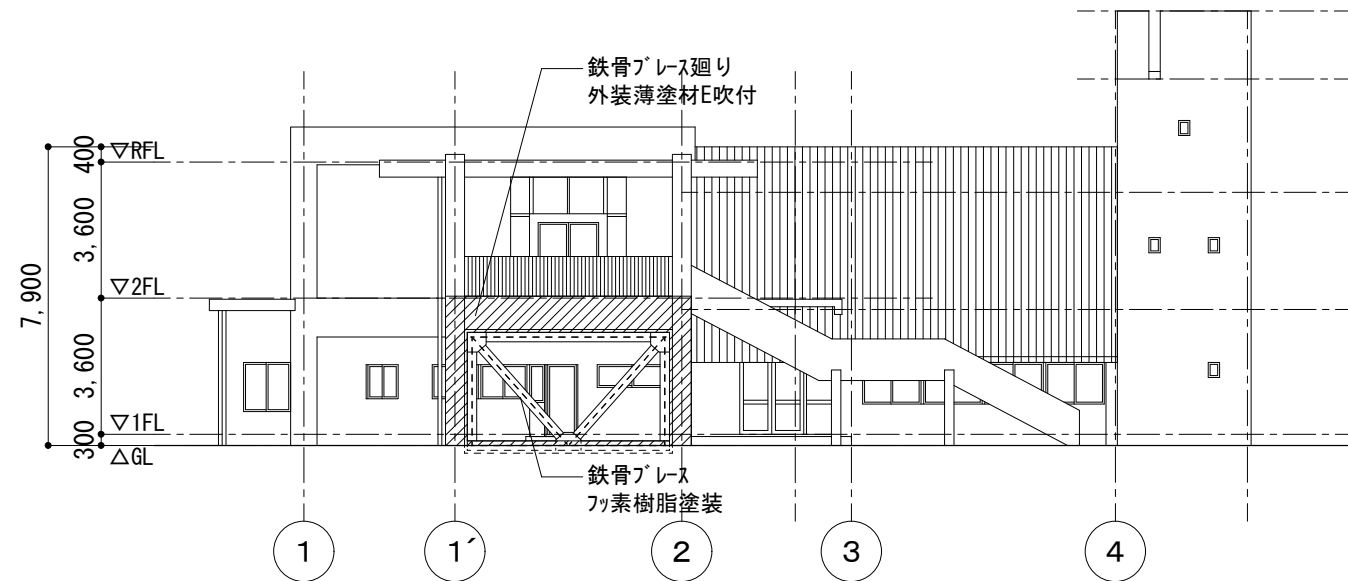 鉄骨ﾌﾞﾚｰｽ廻り
外装薄塗材E吹付
▽RFL
400
3,600
7,900
▽2FL
3,600
▽1FL
300
△GL
鉄骨ﾌﾞﾚｰｽ
ﾌｯ素樹脂塗装
1
1´
2
3
4